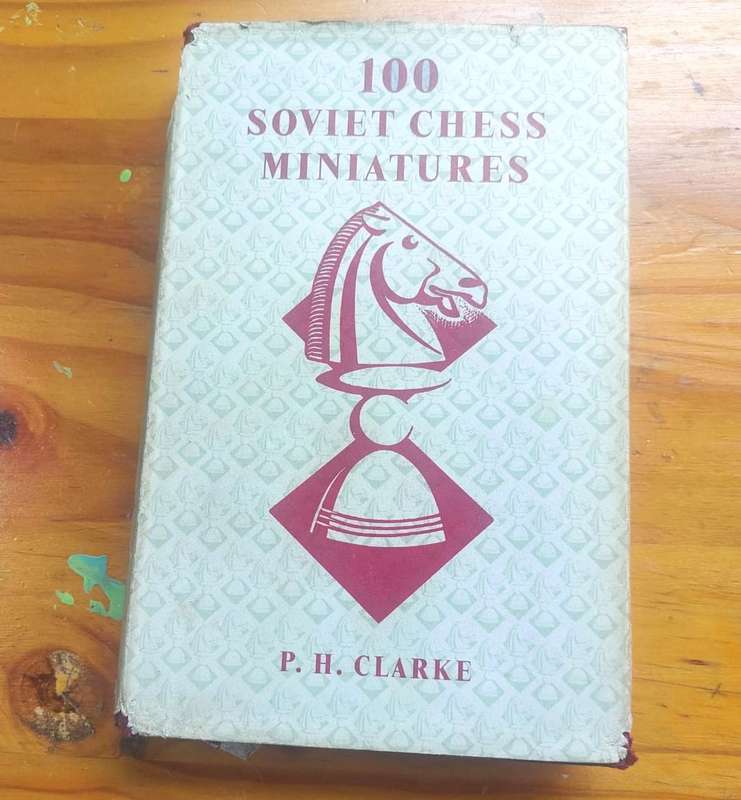 100
SOVIET CHESS
MINIATURES
P. H. CLARKE